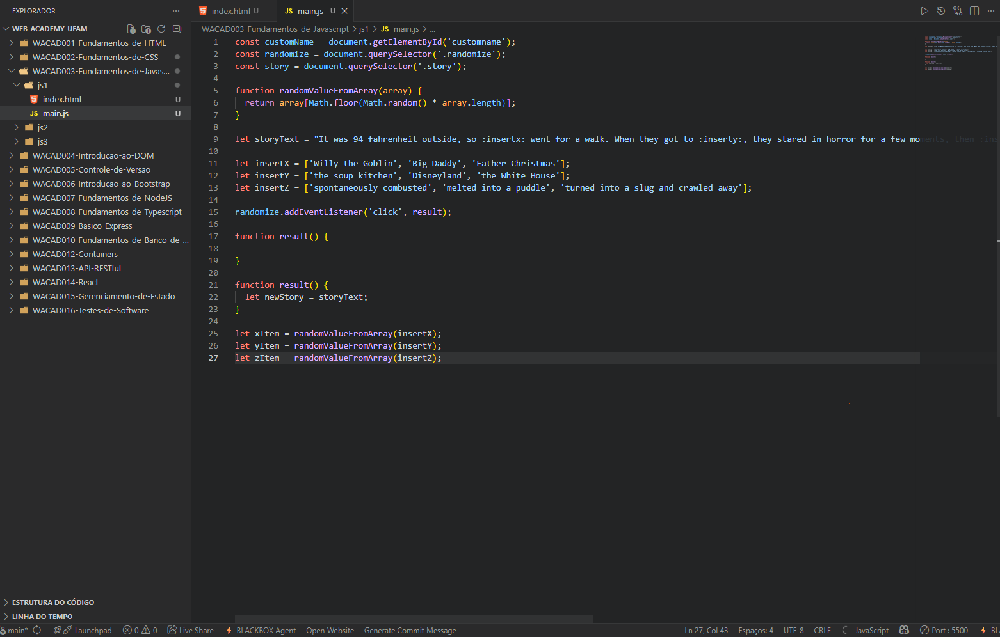 EXPLORADOR
WEB-ACADEMY-UFAM
WACAD001-Fundamentos-de-HTML
WACAD002-Fundamentos-de-CSS
WACAD003-Fundamentos-de-Javas...
js1
index.html U
JS main.js U
js2
js3
WACAD004-Introducao-ao-DOM
WACAD005-Controle-de-Versao
WACAD006-Introducao-ao-Bootstrap
WACAD007-Fundamentos-de-NodeJS
WACAD008-Fundamentos-de-Typescript
WACAD009-Basico-Express
WACAD010-Fundamentos-de-Banco-de-...
WACAD012-Containers
WACAD013-API-RESTful
WACAD014-React
WACAD015-Gerenciamento-de-Estado
WACAD016-Testes-de-Software
ESTRUTURA DO CÓDIGO
LINHA DO TEMPO
index.html U
JS main.js U
WACAD003-Fundamentos-de-Javascript > js1 > JS main.js > ...
1 const customName = document.getElementById('customname');
2 const randomize = document.querySelector('.randomize');
3 const story = document.querySelector('.story');
4
5 function randomValueFromArray(array) {
6 return array[Math.floor(Math.random() * array.length)];
7 }
8
9 let storyText = "It was 94 fahrenheit outside, so :insertx: went for a walk. When they got to :inserty:, they stared in horror for a few moments, then :ins
10
11 let insertX = ['Willy the Goblin', 'Big Daddy', 'Father Christmas'];
12 let insertY = ['the soup kitchen', 'Disneyland', 'the White House'];
13 let insertZ = ['spontaneously combusted', 'melted into a puddle', 'turned into a slug and crawled away'];
14
15 randomize.addEventListener('click', result);
16
17 function result() {
18
19 }
20
21 function result() {
22 let newStory = storyText;
23 }
24
25 let xItem = randomValueFromArray(insertX);
26 let yItem = randomValueFromArray(insertY);
27 let zItem = randomValueFromArray(insertZ);
main* Launchpad 0 0 Live Share BLACKBOX Agent Open Website Generate Commit Message Ln 27, Col 43 Espaços: 4 UTF-8 CRLF JavaScript Port : 5500 BL